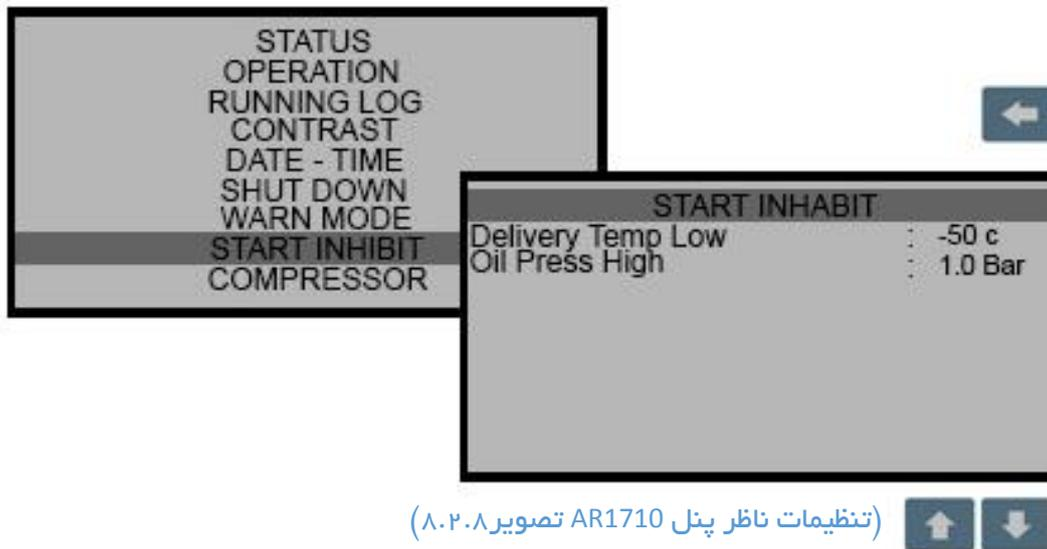 STATUS
OPERATION
RUNNING LOG
CONTRAST
DATE - TIME
SHUT DOWN
WARN MODE
START INHIBIT
COMPRESSOR
START INHABIT
Delivery Temp Low : -50 c
Oil Press High : 1.0 Bar
(تنظیمات ناظر پنل AR1710 تصویر۸.۲.۸)